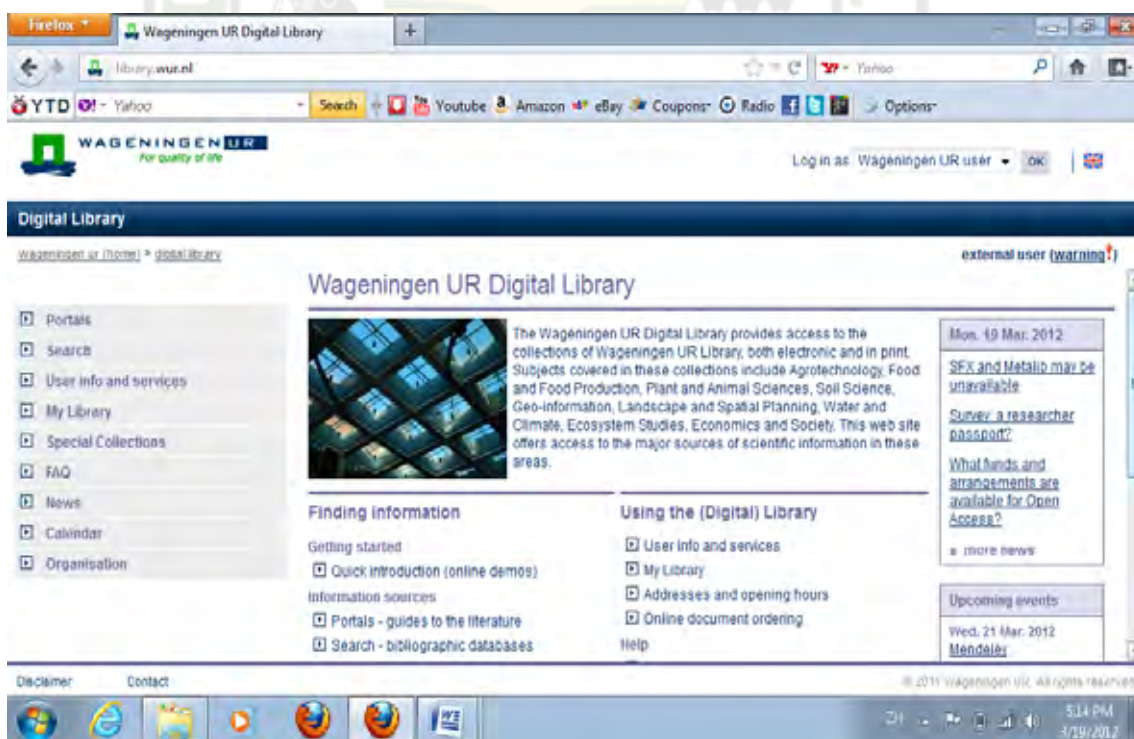 Firefox
Wageningen UR Digital Library
+
library.wur.nl
Yahoo
YTD Yahoo Search Youtube Amazon eBay Coupons Radio Options
WAGENINGEN UR
For quality of life
Log in as Wageningen UR user OK
Digital Library
wageningen ur (home) > digital library
external user (warning!)
Wageningen UR Digital Library
Portals
Search
User info and services
My Library
Special Collections
FAQ
News
Calendar
Organisation
The Wageningen UR Digital Library provides access to the
collections of Wageningen UR Library, both electronic and in print.
Subjects covered in these collections include Agrotechnology, Food
and Food Production, Plant and Animal Sciences, Soil Science,
Geo-information, Landscape and Spatial Planning, Water and
Climate, Ecosystem Studies, Economics and Society. This web site
offers access to the major sources of scientific information in these
areas.
Finding information
Getting started
Quick introduction (online demos)
Information sources
Portals - guides to the literature
Search - bibliographic databases
Using the (Digital) Library
User info and services
My Library
Addresses and opening hours
Online document ordering
Help
Mon. 19 Mar. 2012
SFX and Metalib may be
unavailable
Survey: a researcher
passport?
What funds and
arrangements are
available for Open
Access?
more news
Upcoming events
Wed. 21 Mar. 2012
Mendeley
Disclaimer Contact
© 2011 Wageningen UR, All rights reserved
ZH
5:14 PM
3/19/2012